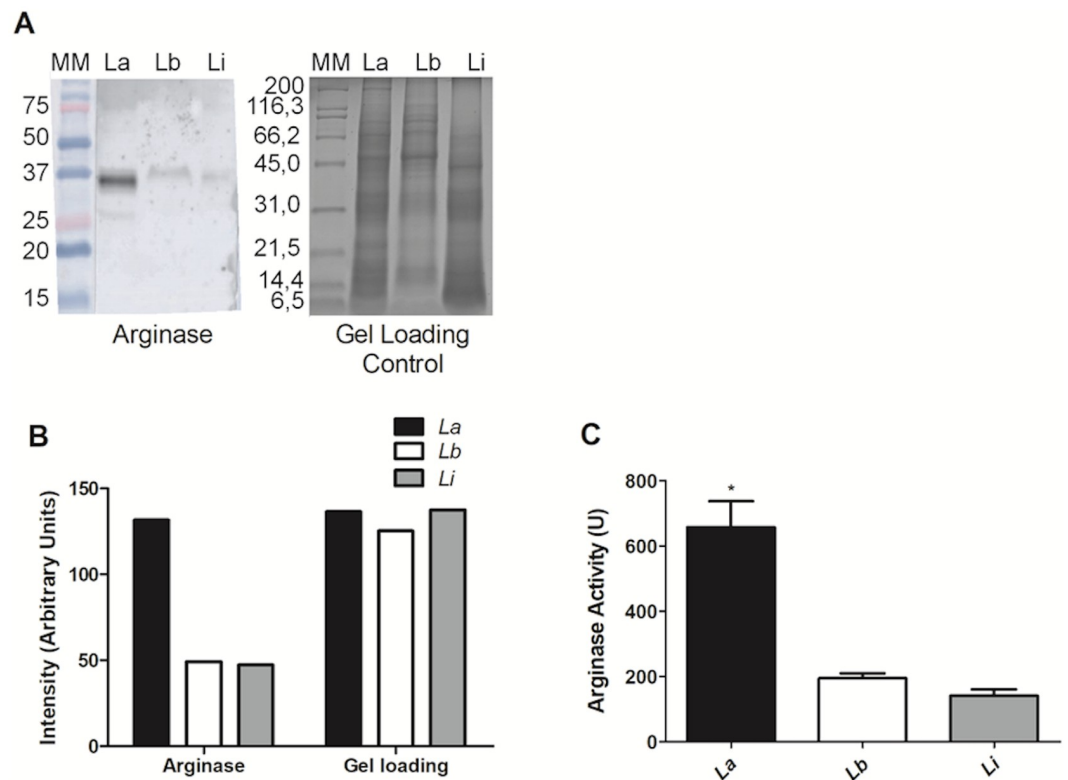 A
MM La Lb Li
75
50
37
25
20
15
Arginase
MM La Lb Li
200
116,3
66,2
45,0
31,0
21,5
14,4
6,5
Gel Loading
Control
B
La
Lb
Li
Intensity (Arbitrary Units)
150
100
50
0
Arginase Gel loading
C
Arginase Activity (U)
800
600
400
200
0
*
La Lb Li